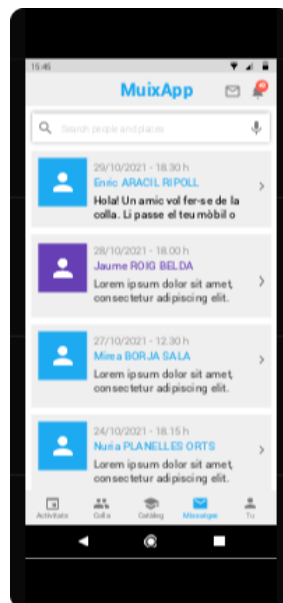 15:45
MuixApp
Search people and places
29/10/2021 - 18.30 h
Enric ARACIL RIPOLL
Hola! Un amic vol fer-se de la
colla. Li passe el teu mòbil o
28/10/2021 - 18.00 h
Jaume ROIG BELDA
Lorem ipsum dolor sit amet,
consectetur adipiscing elit.
27/10/2021 - 12.30 h
Mirea BORJA SALA
Lorem ipsum dolor sit amet,
consectetur adipiscing elit.
24/10/2021 - 18.15 h
Nuria PLANELLES ORTS
Lorem ipsum dolor sit amet,
consectetur adipiscing elit.
Activitats Colla Catàleg Missatges Tu